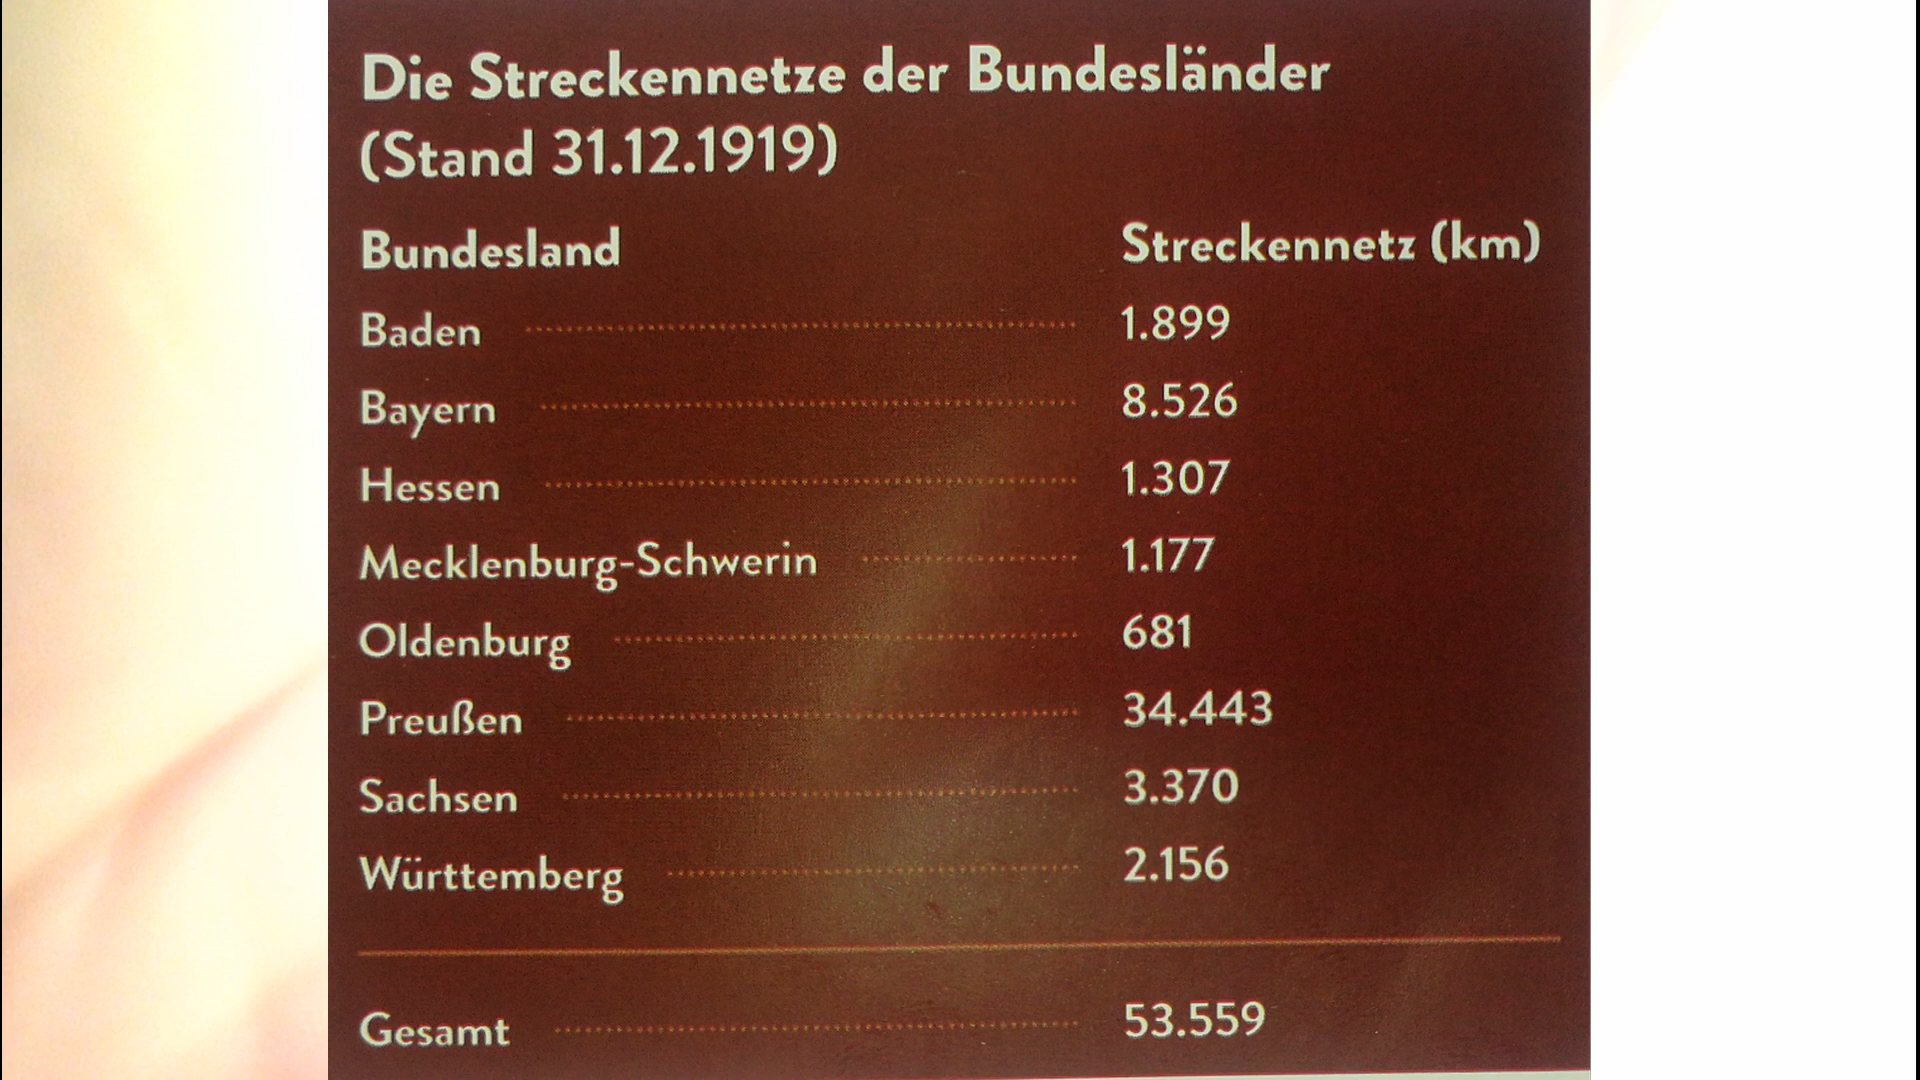 Die Streckennetze der Bundesländer
(Stand 31.12.1919)
Bundesland Streckennetz (km)
Baden 1.899
Bayern 8.526
Hessen 1.307
Mecklenburg-Schwerin 1.177
Oldenburg 681
Preußen 34.443
Sachsen 3.370
Württemberg 2.156
Gesamt 53.559